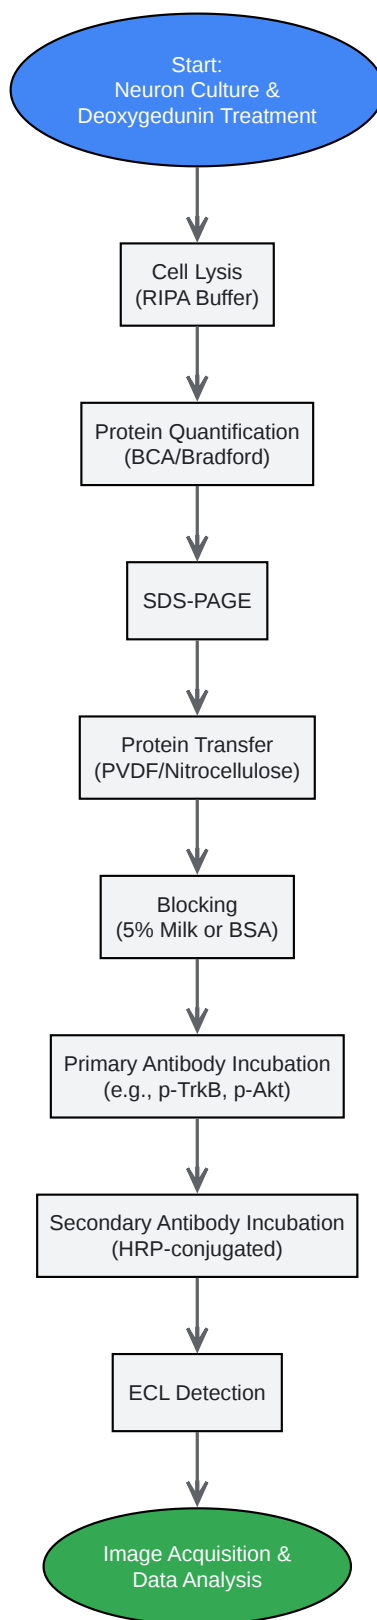 Start:
Neuron Culture &
Deoxygedunin Treatment
Cell Lysis
(RIPA Buffer)
Protein Quantification
(BCA/Bradford)
SDS-PAGE
Protein Transfer
(PVDF/Nitrocellulose)
Blocking
(5% Milk or BSA)
Primary Antibody Incubation
(e.g., p-TrkB, p-Akt)
Secondary Antibody Incubation
(HRP-conjugated)
ECL Detection
Image Acquisition &
Data Analysis